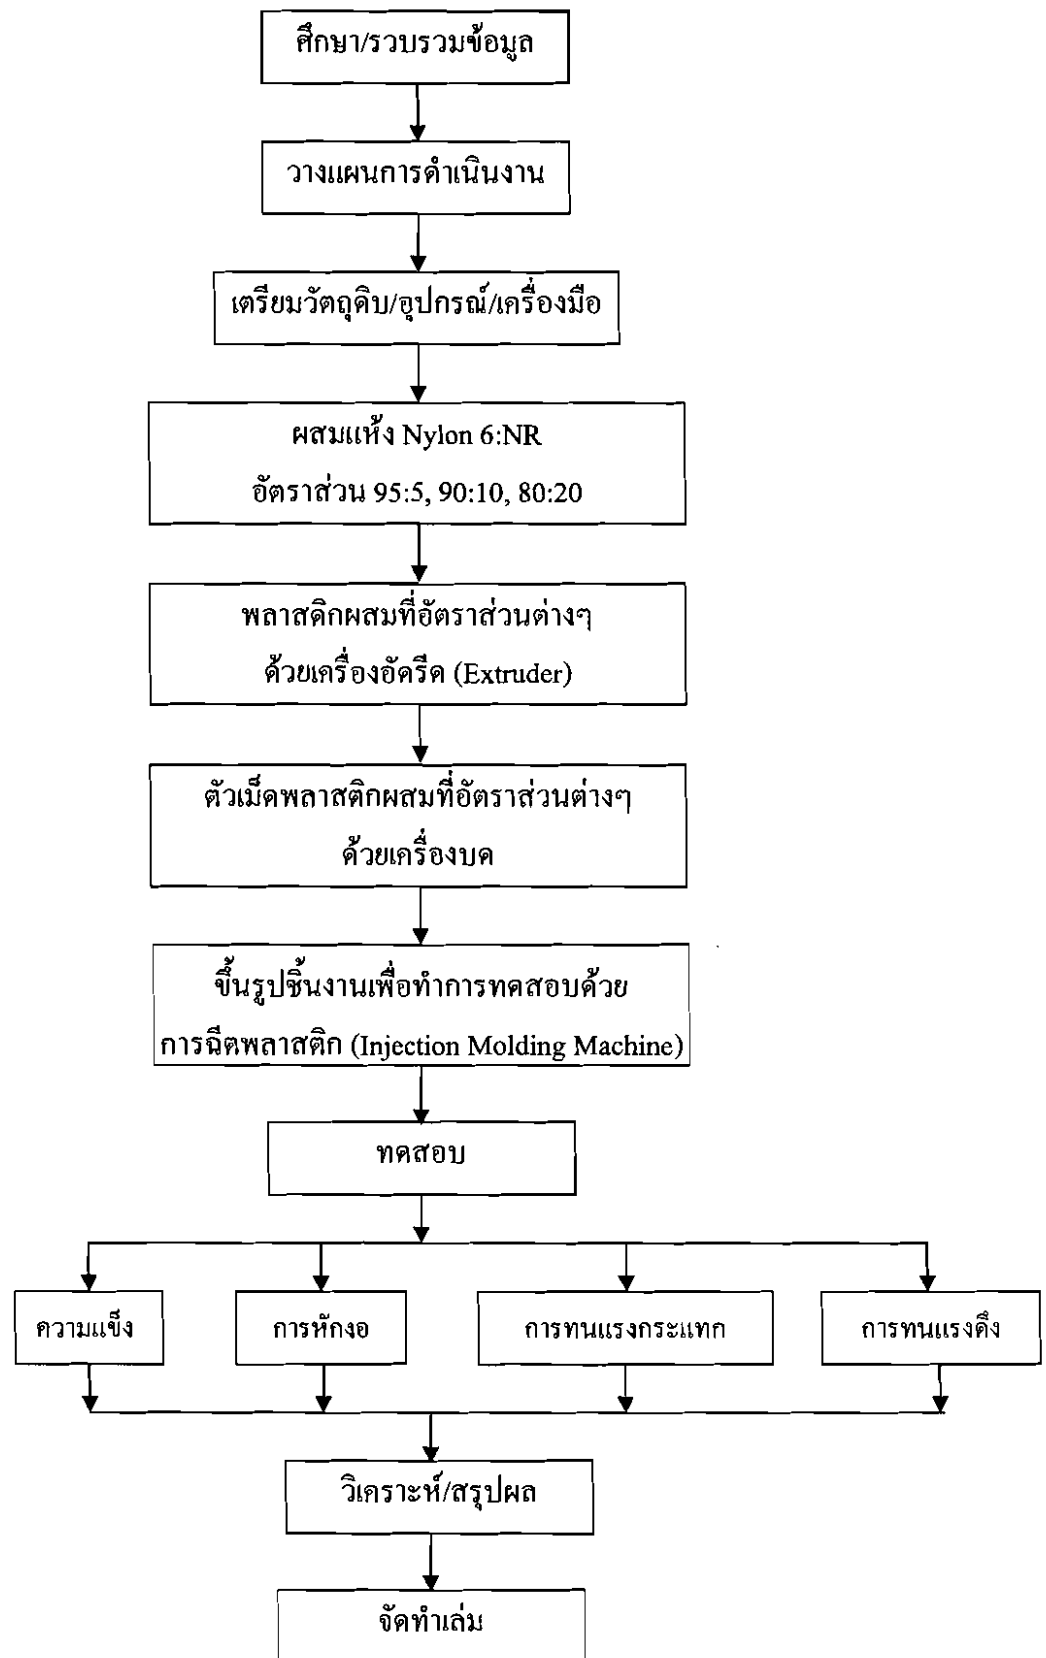 ศึกษา/รวบรวมข้อมูล
วางแผนการดำเนินงาน
เตรียมวัตถุดิบ/อุปกรณ์/เครื่องมือ
ผสมแห้ง Nylon 6:NR
อัตราส่วน 95:5, 90:10, 80:20
พลาสติกผสมที่อัตราส่วนต่างๆ
ด้วยเครื่องอัดรีด (Extruder)
ตัวเม็ดพลาสติกผสมที่อัตราส่วนต่างๆ
ด้วยเครื่องบด
ขึ้นรูปชิ้นงานเพื่อทำการทดสอบด้วย
การฉีดพลาสติก (Injection Molding Machine)
ทดสอบ
ความแข็ง
การหักงอ
การทนแรงกระแทก
การทนแรงดึง
วิเคราะห์/สรุปผล
จัดทำเล่ม